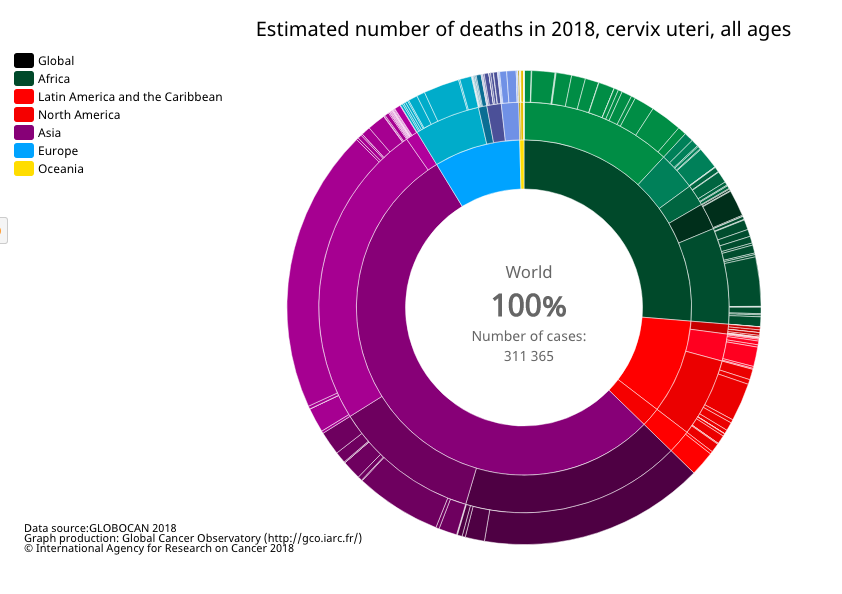 Estimated number of deaths in 2018, cervix uteri, all ages
Global
Africa
Latin America and the Caribbean
North America
Asia
Europe
Oceania
World
100%
Number of cases:
311 365
Data source:GLOBOCAN 2018
Graph production: Global Cancer Observatory (http://gco.iarc.fr/)
© International Agency for Research on Cancer 2018